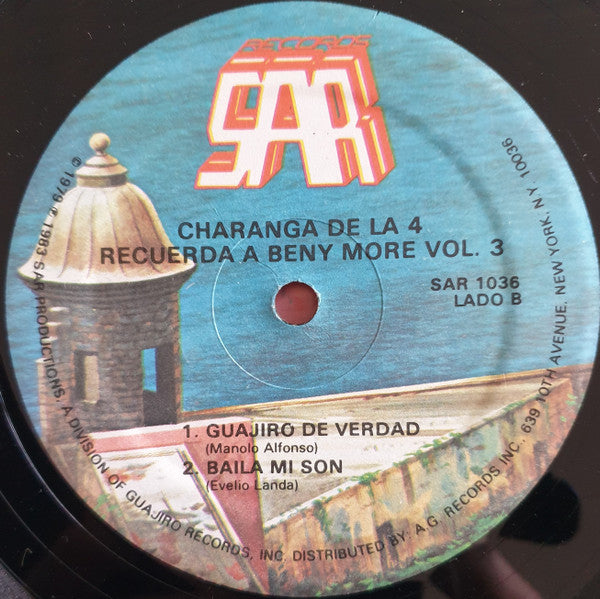 RECORDS
SAR
CHARANGA DE LA 4
RECUERDA A BENY MORE VOL. 3
SAR 1036
LADO B
1. GUAJIRO DE VERDAD
(Manolo Alfonso)
2. BAILA MI SON
(Evelio Landa)
© 1979 ℗ 1983 SAR PRODUCTIONS, A DIVISION OF GUAJIRO RECORDS, INC. DISTRIBUTED BY: A.G. RECORDS INC., 639 10TH AVENUE, NEW YORK, N.Y. 10036